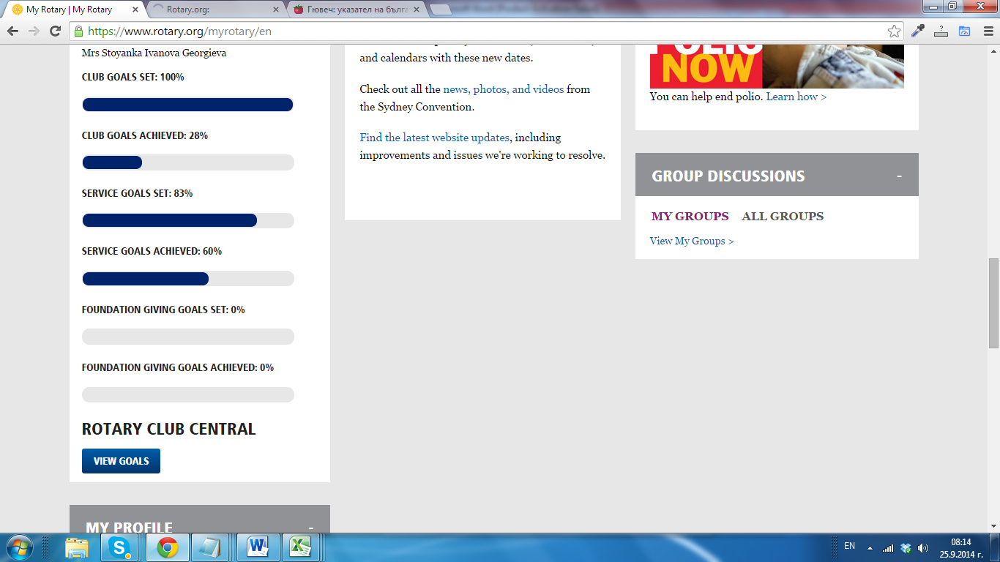 My Rotary | My Rotary
Rotary.org:
Гювеч: указател на бълга
https://www.rotary.org/myrotary/en
Mrs Stoyanka Ivanova Georgieva
CLUB GOALS SET: 100%
CLUB GOALS ACHIEVED: 28%
SERVICE GOALS SET: 83%
SERVICE GOALS ACHIEVED: 60%
FOUNDATION GIVING GOALS SET: 0%
FOUNDATION GIVING GOALS ACHIEVED: 0%
ROTARY CLUB CENTRAL
VIEW GOALS
MY PROFILE
-
and calendars with these new dates.
Check out all the news, photos, and videos from
the Sydney Convention.
Find the latest website updates, including
improvements and issues we're working to resolve.
NOW
You can help end polio. Learn how >
GROUP DISCUSSIONS
-
MY GROUPS ALL GROUPS
View My Groups >
EN
08:14
25.9.2014 г.